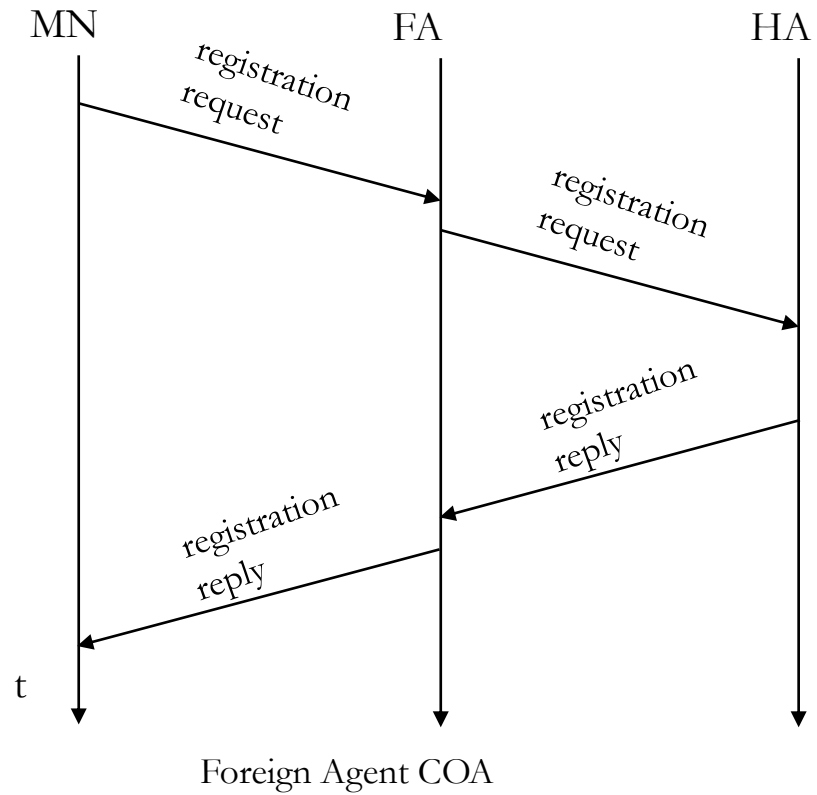 MN
FA
HA
registration
request
registration
request
registration
reply
registration
reply
t
Foreign Agent COA